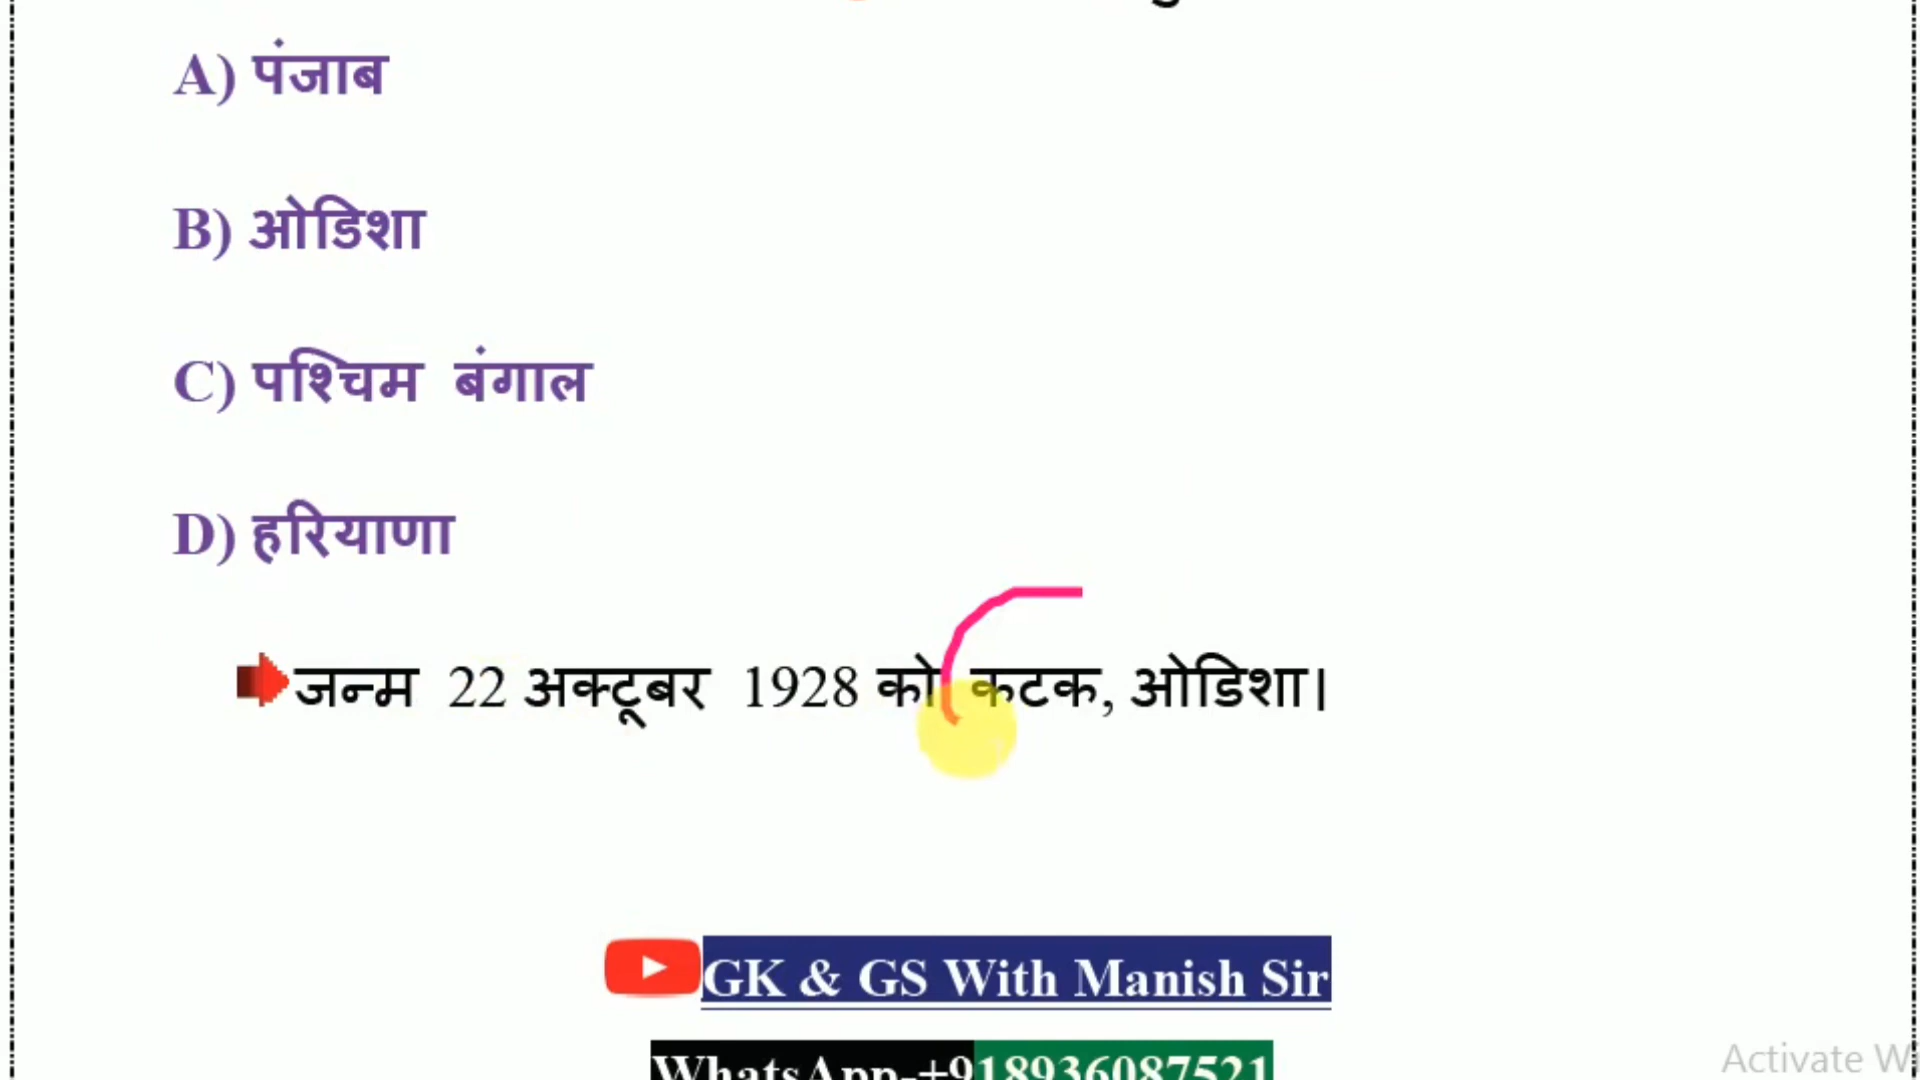 A) पंजाब
B) ओडिशा
C) पश्चिम बंगाल
D) हरियाणा
जन्म 22 अक्टूबर 1928 को कटक, ओडिशा।
GK & GS With Manish Sir
WhatsApp-+918936087521
Activate W